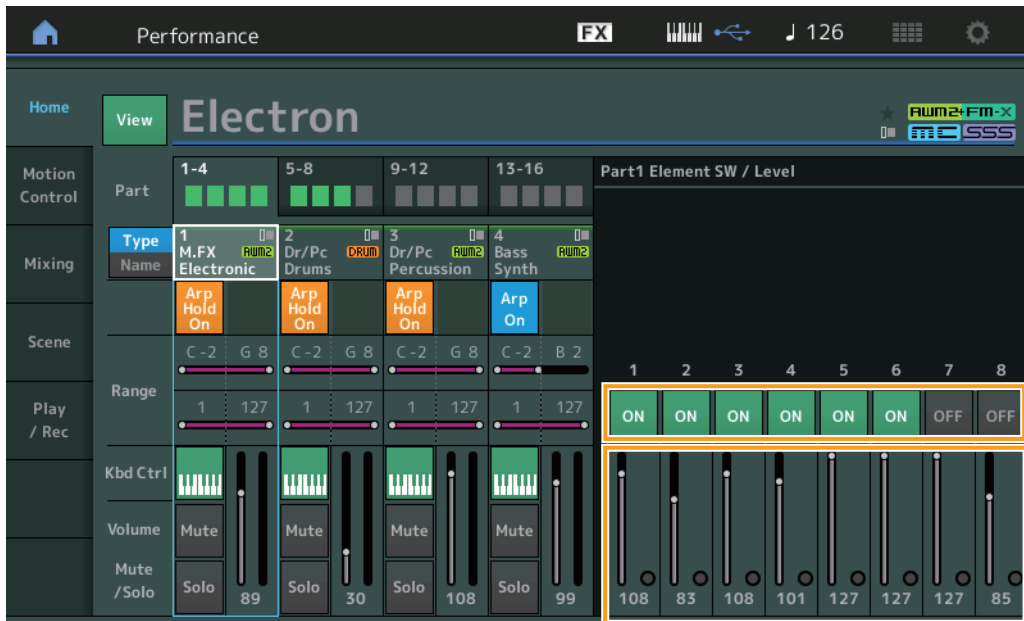 Performance FX 126
Home
Motion
Control
Mixing
Scene
Play
/ Rec
View Electron
AWM2+FM-X
MC SSS
Part 1-4 5-8 9-12 13-16
Type
Name
1
M.FX AWM2
Electronic
2
Dr/Pc DRUM
Drums
3
Dr/Pc AWM2
Percussion
4
Bass AWM2
Synth
Arp
Hold
On
Arp
Hold
On
Arp
Hold
On
Arp
On
Range
C -2 G 8 C -2 G 8 C -2 G 8 C -2 B 2
1 127 1 127 1 127 1 127
Kbd Ctrl
Volume
Mute
/Solo
Mute Mute Mute Mute
Solo 89 Solo 30 Solo 108 Solo 99
Part1 Element SW / Level
1 2 3 4 5 6 7 8
ON ON ON ON ON ON OFF OFF
108 83 108 101 127 127 127 85